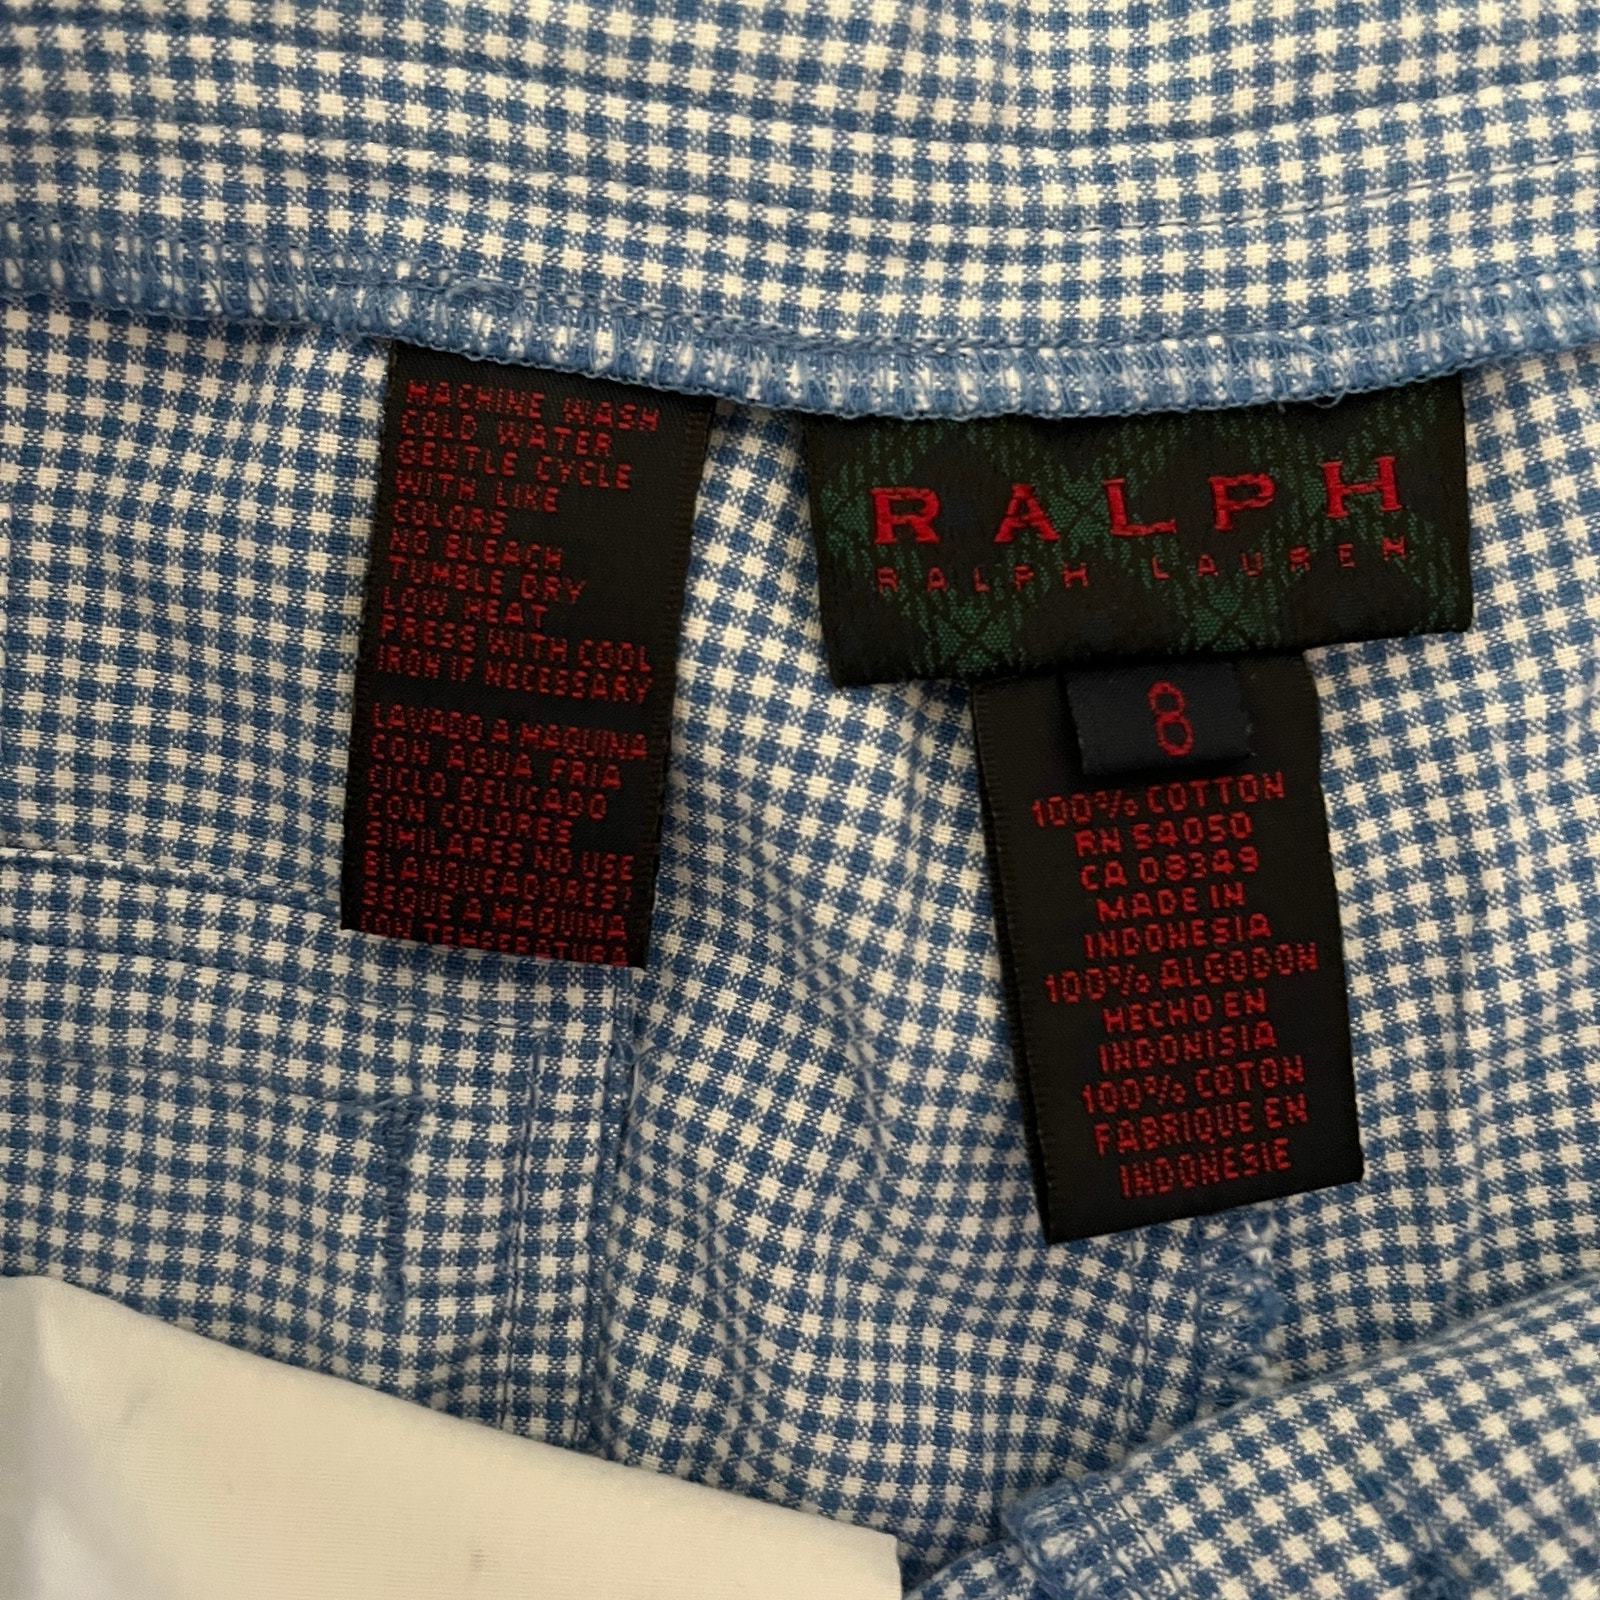 MACHINE WASH
COLD WATER
GENTLE CYCLE
WITH LIKE
COLORS
NO BLEACH
TUMBLE DRY
LOW HEAT
PRESS WITH COOL
IRON IF NECESSARY
LAVADO A MAQUINA
CON AGUA FRIA
CICLO DELICADO
CON COLORES
SIMILARES NO USE
BLANQUEADORES!
SEQUE A MAQUINA
CON TEMPERATURA
RALPH
RALPH LAUREN
8
100% COTTON
RN 54050
CA 08349
MADE IN
INDONESIA
100% ALGODON
HECHO EN
INDONISIA
100% COTON
FABRIQUE EN
INDONESIE